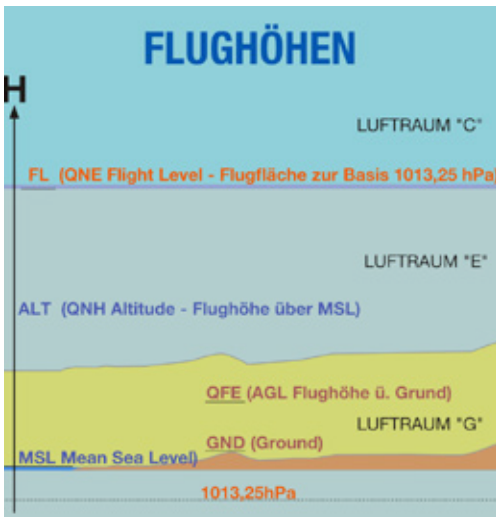 FLUGHÖHEN
H
LUFTRAUM "C"
FL (QNE Flight Level - Flugfläche zur Basis 1013,25 hPa)
LUFTRAUM "E"
ALT (QNH Altitude - Flughöhe über MSL)
QFE (AGL Flughöhe ü. Grund)
LUFTRAUM "G"
GND (Ground)
MSL Mean Sea Level)
1013,25hPa